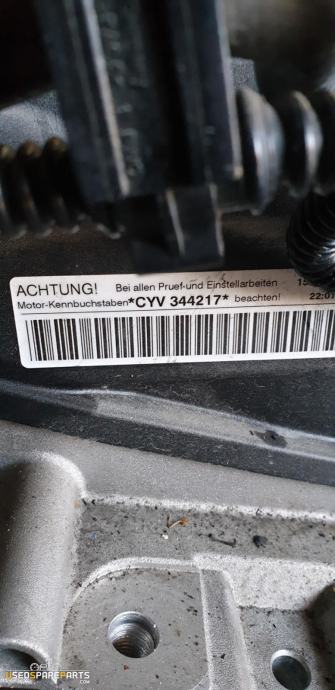 ACHTUNG! Bei allen Pruef-und Einstellarbeiten
Motor-Kennbuchstaben *CYV 344217* beachten! 22:07
USEDSPAREPARTS